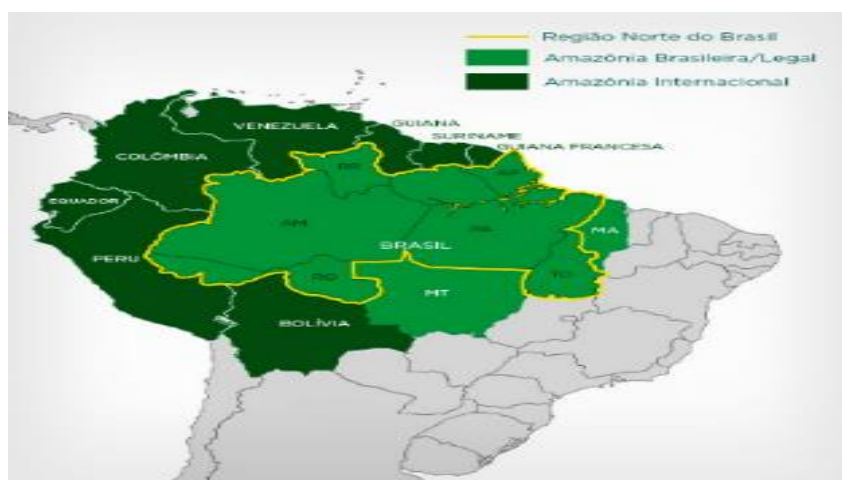 Região Norte do Brasil
Amazônia Brasileira/Legal
Amazônia Internacional
GUIANA
VENEZUELA
SURINAME
GUIANA FRANCESA
COLÔMBIA
RR
AP
EQUADOR
AM
PA
MA
BRASIL
PERU
RO
TO
MT
BOLÍVIA